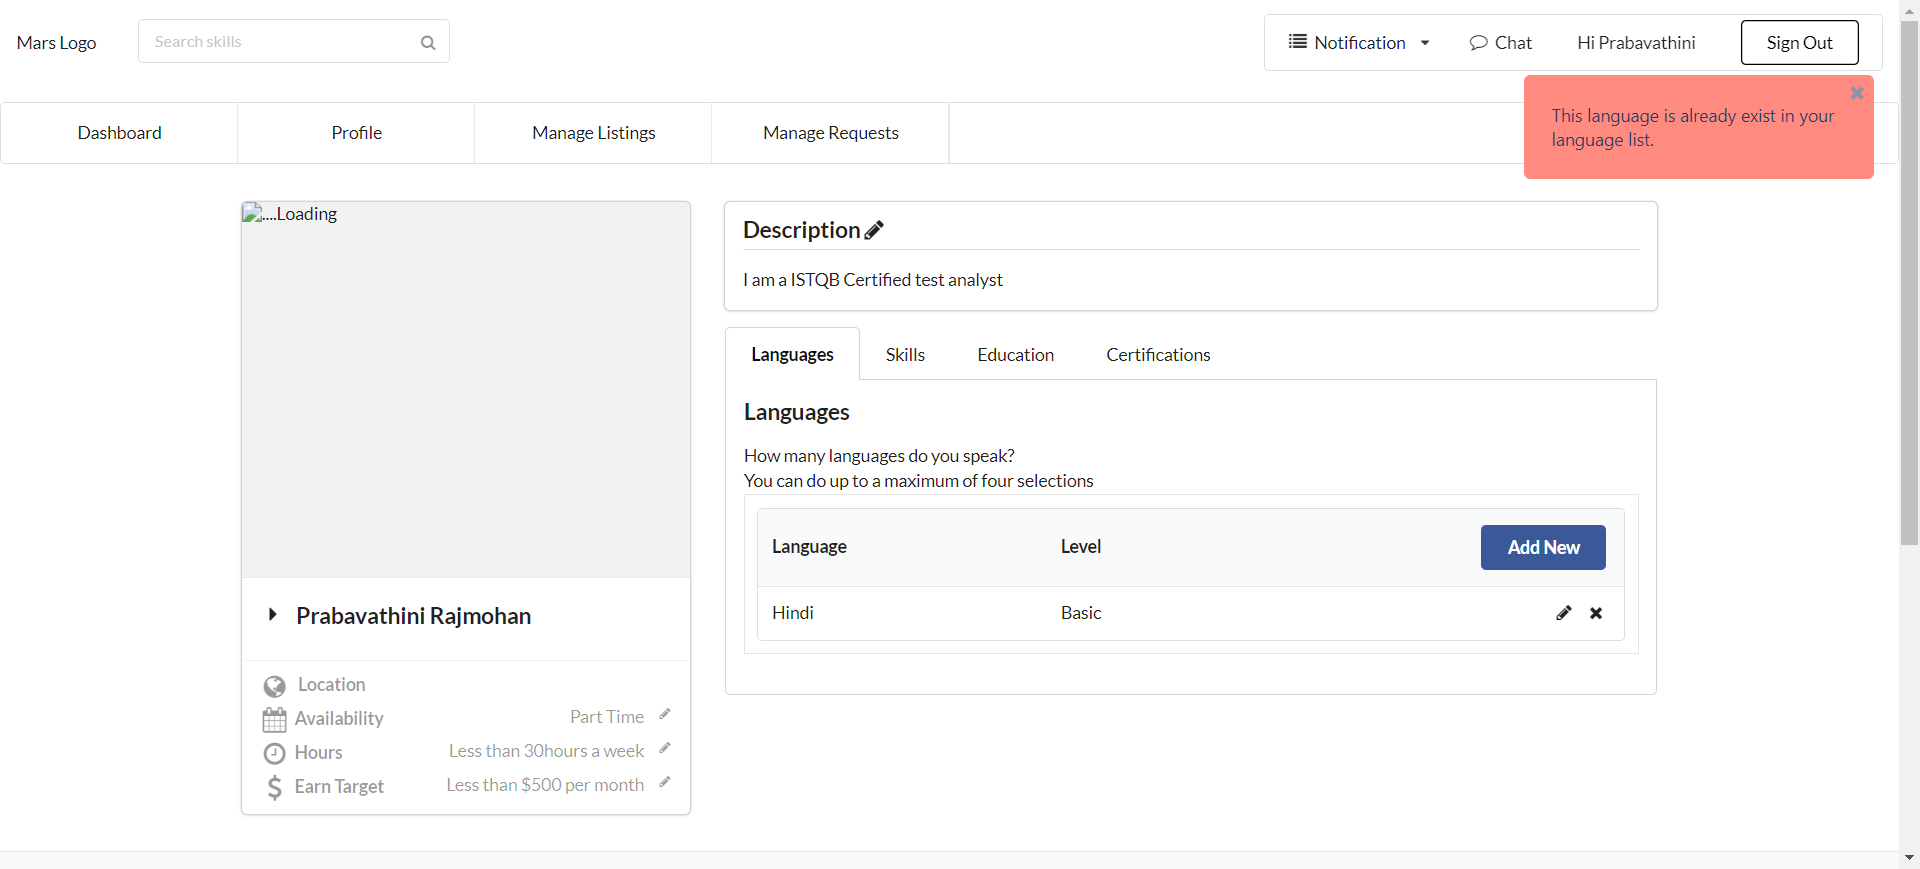 Mars Logo
Search skills
Notification
Chat
Hi Prabavathini
Sign Out
This language is already exist in your
language list.
Dashboard
Profile
Manage Listings
Manage Requests
....Loading
Prabavathini Rajmohan
Location
Availability
Part Time
Hours
Less than 30hours a week
Earn Target
Less than $500 per month
Description
I am a ISTQB Certified test analyst
Languages
Skills
Education
Certifications
Languages
How many languages do you speak?
You can do up to a maximum of four selections
Language
Level
Add New
Hindi
Basic